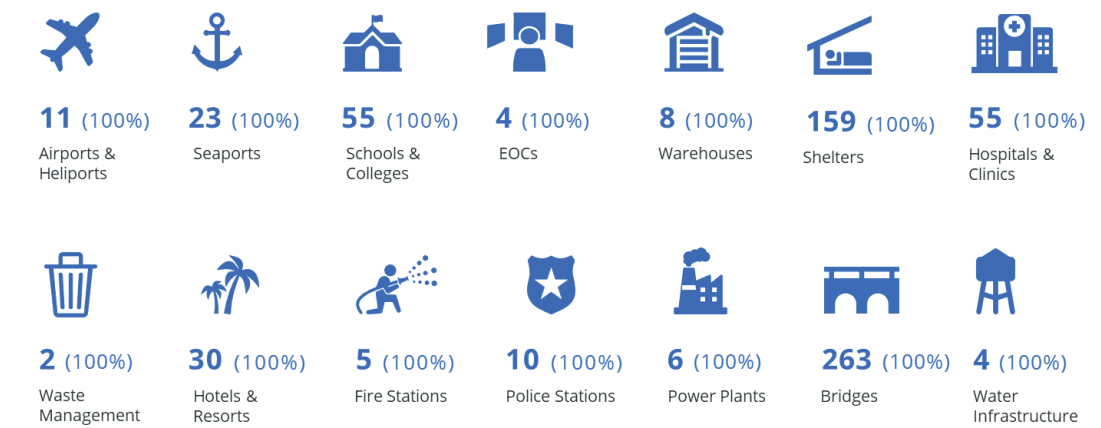 11 (100%)
Airports &
Heliports
23 (100%)
Seaports
55 (100%)
Schools &
Colleges
4 (100%)
EOCs
8 (100%)
Warehouses
159 (100%)
Shelters
55 (100%)
Hospitals &
Clinics
2 (100%)
Waste
Management
30 (100%)
Hotels &
Resorts
5 (100%)
Fire Stations
10 (100%)
Police Stations
6 (100%)
Power Plants
263 (100%)
Bridges
4 (100%)
Water
Infrastructure